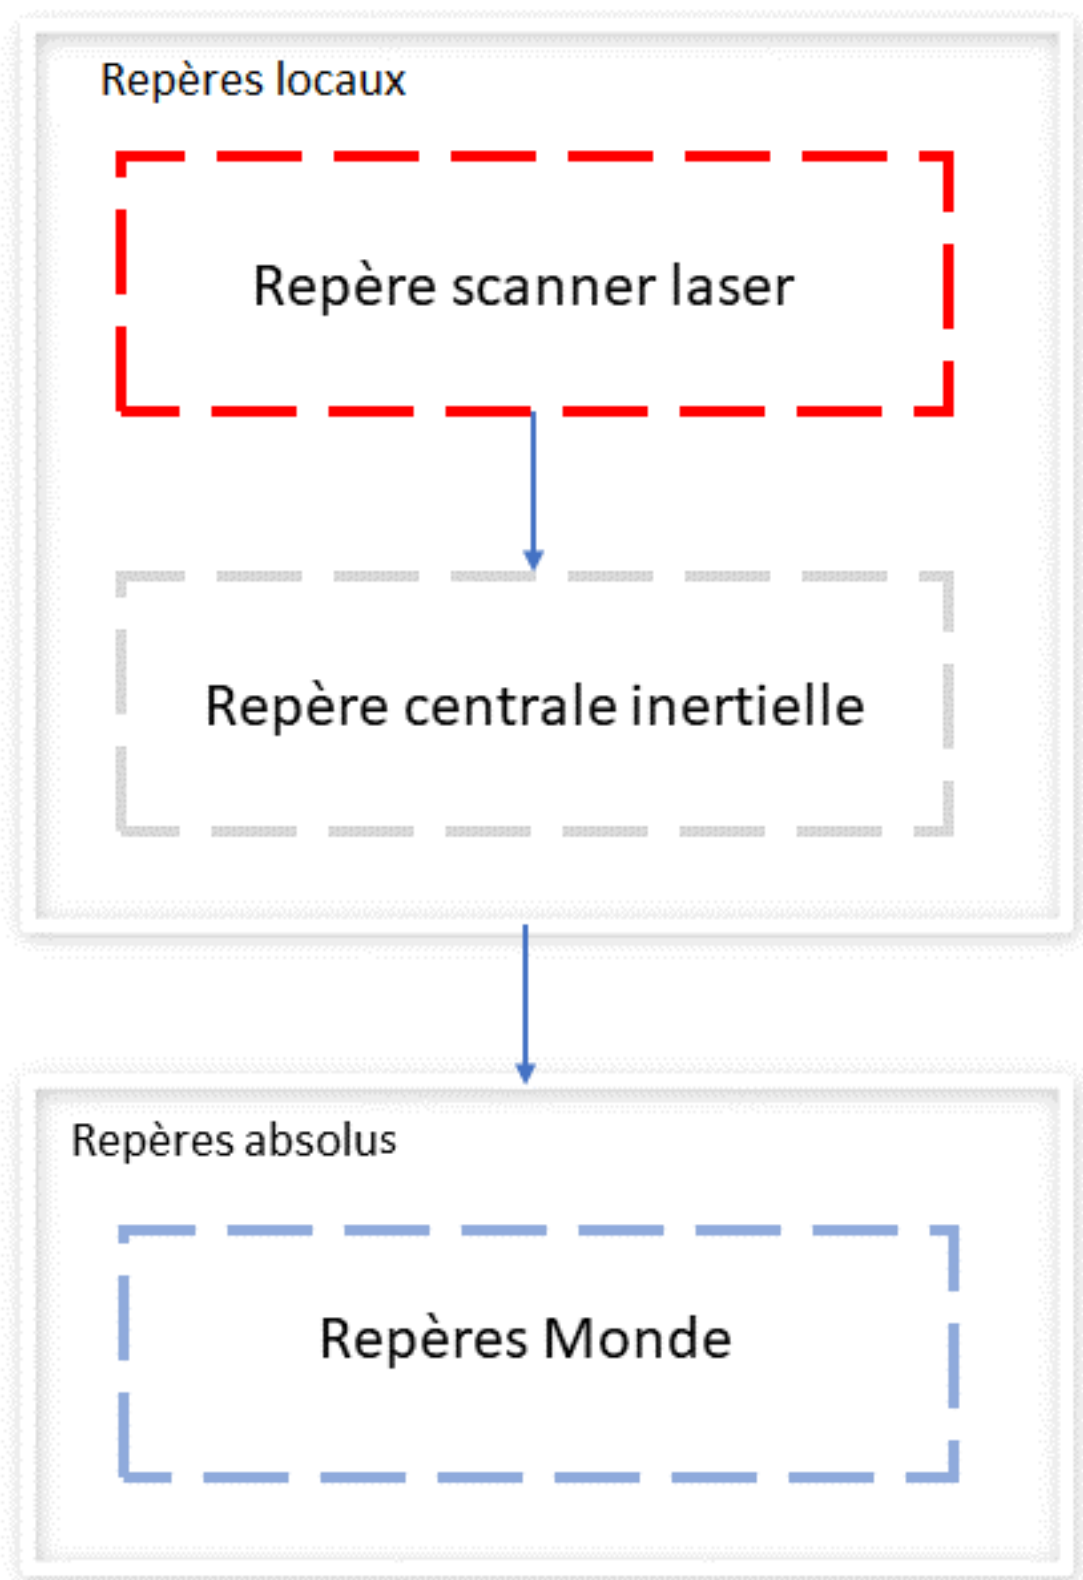 Repères locaux
Repère scanner laser
Repère centrale inertielle
Repères absolus
Repères Monde